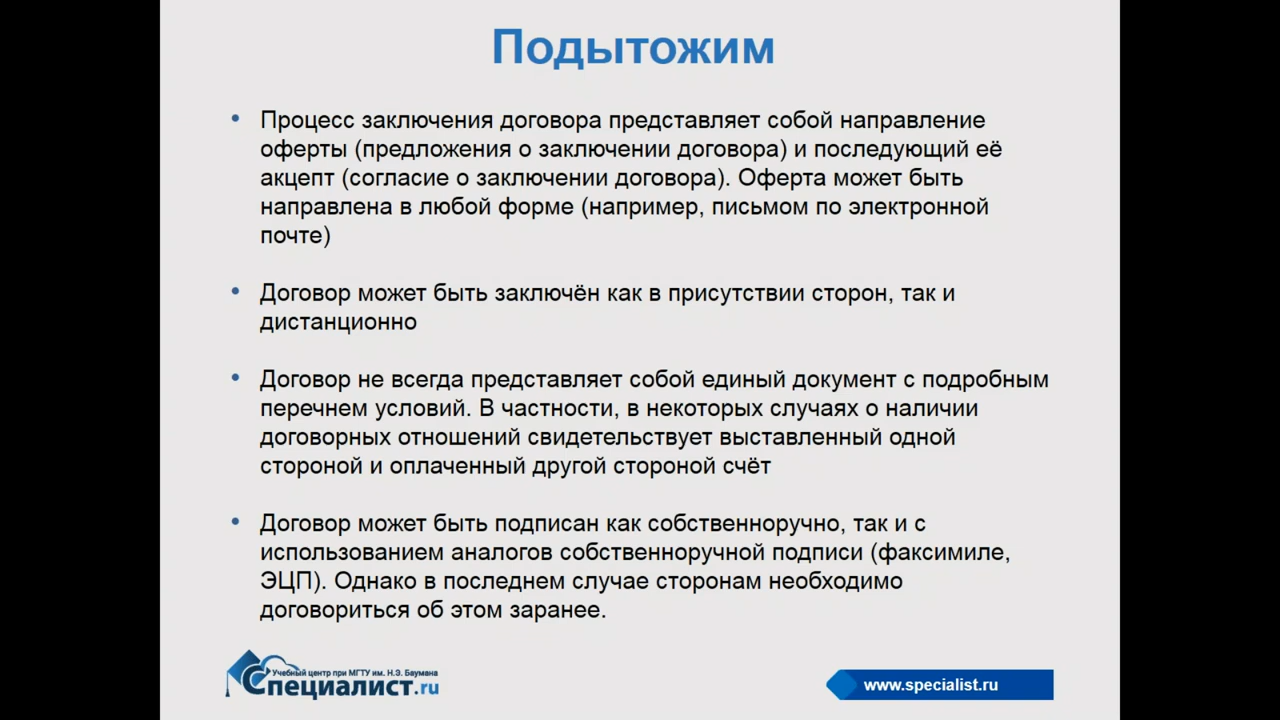 Подытожим
• Процесс заключения договора представляет собой направление
оферты (предложения о заключении договора) и последующий её
акцепт (согласие о заключении договора). Оферта может быть
направлена в любой форме (например, письмом по электронной
почте)
• Договор может быть заключён как в присутствии сторон, так и
дистанционно
• Договор не всегда представляет собой единый документ с подробным
перечнем условий. В частности, в некоторых случаях о наличии
договорных отношений свидетельствует выставленный одной
стороной и оплаченный другой стороной счёт
• Договор может быть подписан как собственноручно, так и с
использованием аналогов собственноручной подписи (факсимиле,
ЭЦП). Однако в последнем случае сторонам необходимо
договориться об этом заранее.
Учебный центр при МГТУ им. Н.Э. Баумана
Специалист.ru
www.specialist.ru